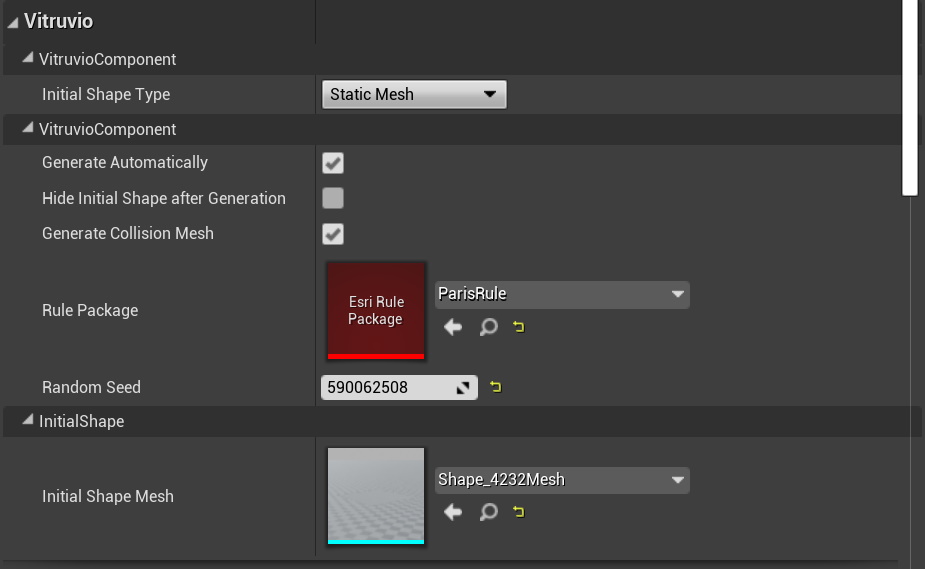 Vitruvio
VitruvioComponent
Initial Shape Type
Static Mesh
VitruvioComponent
Generate Automatically
Hide Initial Shape after Generation
Generate Collision Mesh
Rule Package
Esri Rule
Package
ParisRule
Random Seed
590062508
InitialShape
Initial Shape Mesh
Shape_4232Mesh